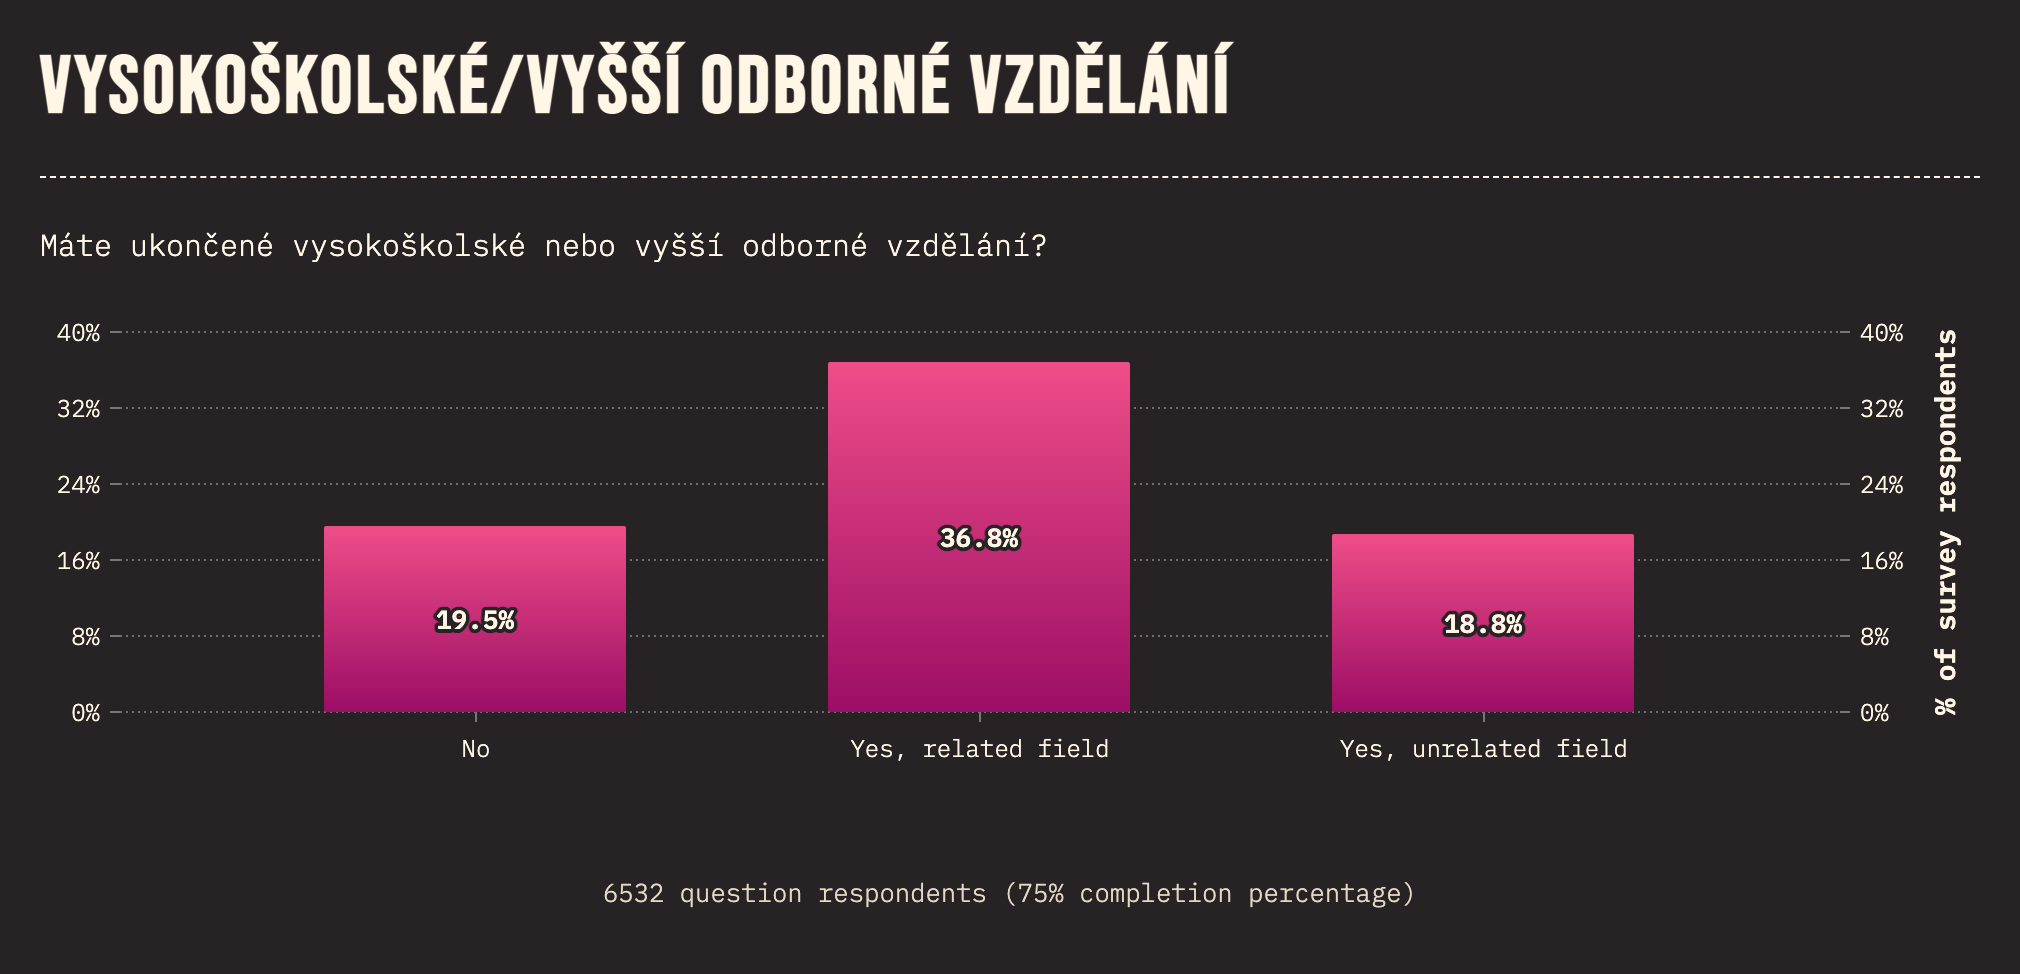 VYSOKOŠKOLSKÉ/VYŠŠÍ ODBORNÉ VZDĚLÁNÍ
Máte ukončené vysokoškolské nebo vyšší odborné vzdělání?
40%
32%
24%
16%
8%
0%
19.5%
36.8%
18.8%
No
Yes, related field
Yes, unrelated field
40%
32%
24%
16%
8%
0%
% of survey respondents
6532 question respondents (75% completion percentage)